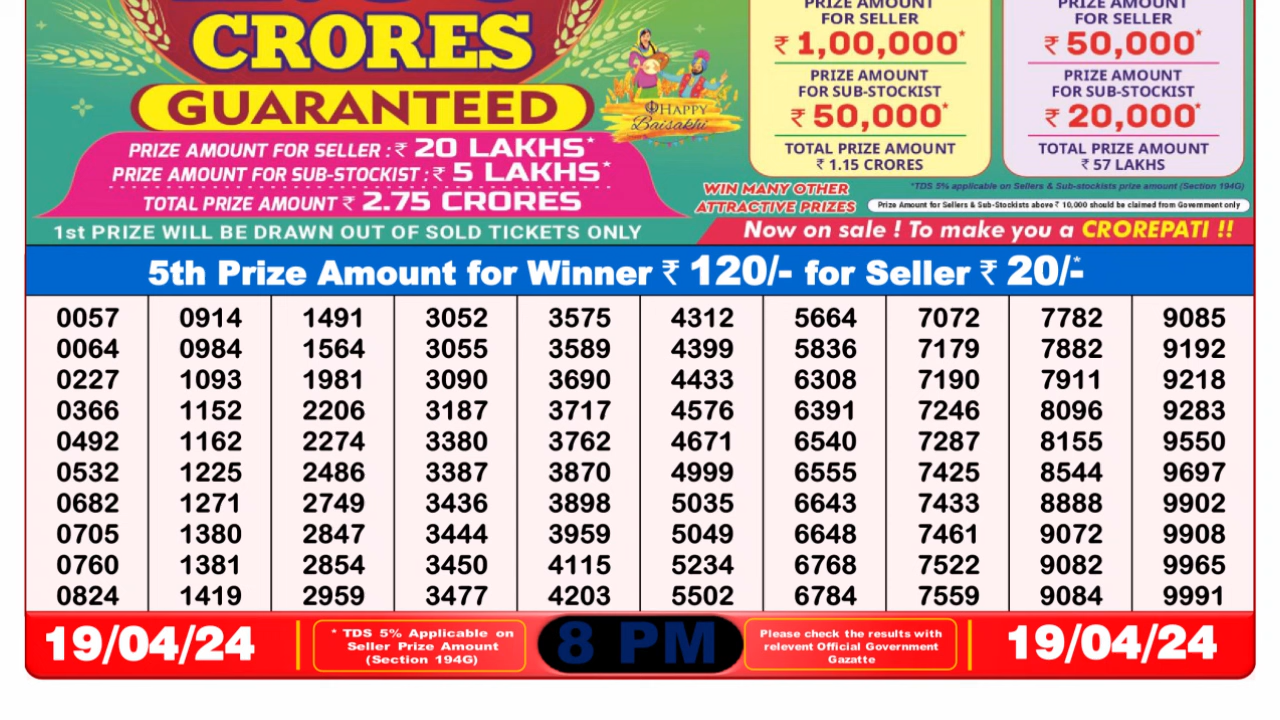 CRORES
GUARANTEED
PRIZE AMOUNT FOR SELLER : ₹ 20 LAKHS*
PRIZE AMOUNT FOR SUB-STOCKIST : ₹ 5 LAKHS*
TOTAL PRIZE AMOUNT ₹ 2.75 CRORES
1st PRIZE WILL BE DRAWN OUT OF SOLD TICKETS ONLY
HAPPY
Baisakhi
PRIZE AMOUNT
FOR SELLER
₹ 1,00,000*
PRIZE AMOUNT
FOR SUB-STOCKIST
₹ 50,000*
TOTAL PRIZE AMOUNT
₹ 1.15 CRORES
PRIZE AMOUNT
FOR SELLER
₹ 50,000*
PRIZE AMOUNT
FOR SUB-STOCKIST
₹ 20,000*
TOTAL PRIZE AMOUNT
₹ 57 LAKHS
WIN MANY OTHER
ATTRACTIVE PRIZES
*TDS 5% applicable on Sellers & Sub-stockists prize amount (Section 194G)
Prize Amount for Sellers & Sub-Stockists above ₹ 10,000 should be claimed from Government only
Now on sale ! To make you a CROREPATI !!
5th Prize Amount for Winner ₹ 120/- for Seller ₹ 20/-*
0057 0914 1491 3052 3575 4312 5664 7072 7782 9085
0064 0984 1564 3055 3589 4399 5836 7179 7882 9192
0227 1093 1981 3090 3690 4433 6308 7190 7911 9218
0366 1152 2206 3187 3717 4576 6391 7246 8096 9283
0492 1162 2274 3380 3762 4671 6540 7287 8155 9550
0532 1225 2486 3387 3870 4999 6555 7425 8544 9697
0682 1271 2749 3436 3898 5035 6643 7433 8888 9902
0705 1380 2847 3444 3959 5049 6648 7461 9072 9908
0760 1381 2854 3450 4115 5234 6768 7522 9082 9965
0824 1419 2959 3477 4203 5502 6784 7559 9084 9991
19/04/24
* TDS 5% Applicable on
Seller Prize Amount
(Section 194G)
8 PM
Please check the results with
relevent Official Government
Gazatte
19/04/24